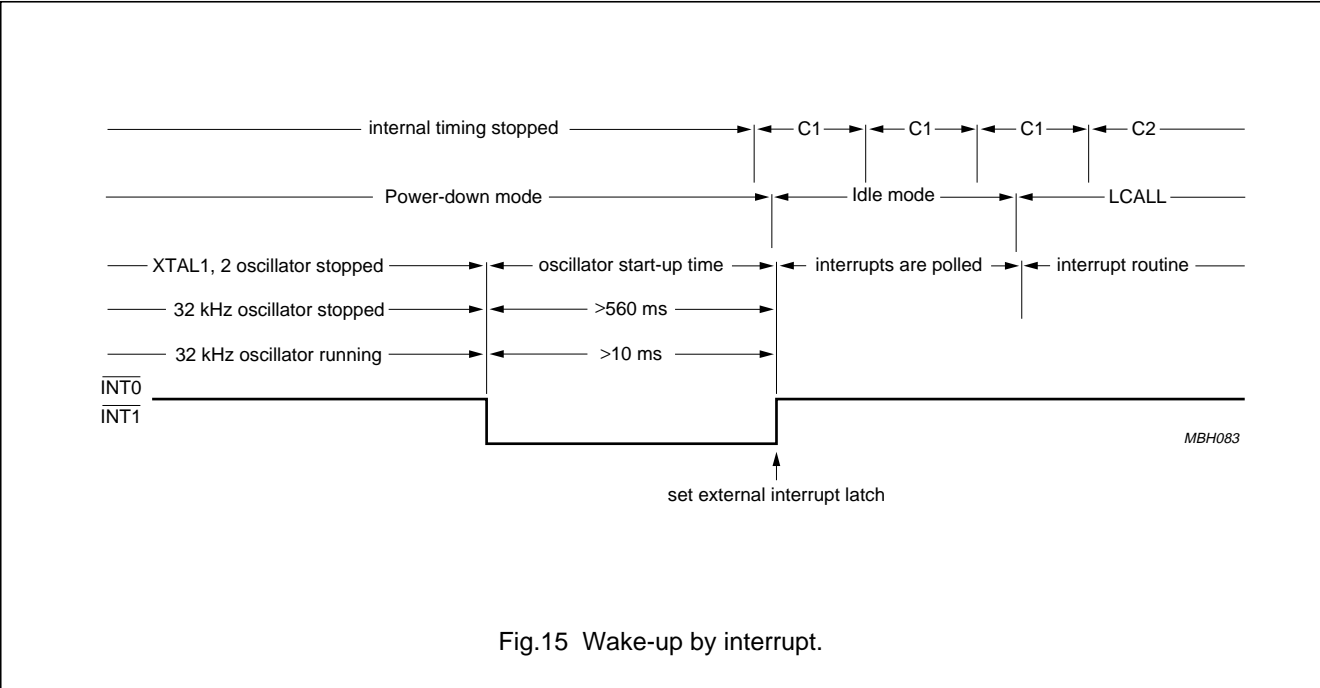 internal timing stopped C1 C1 C1 C2
Power-down mode Idle mode LCALL
XTAL1, 2 oscillator stopped oscillator start-up time interrupts are polled interrupt routine
32 kHz oscillator stopped >560 ms
32 kHz oscillator running >10 ms
INT0
INT1
MBH083
set external interrupt latch
Fig.15 Wake-up by interrupt.